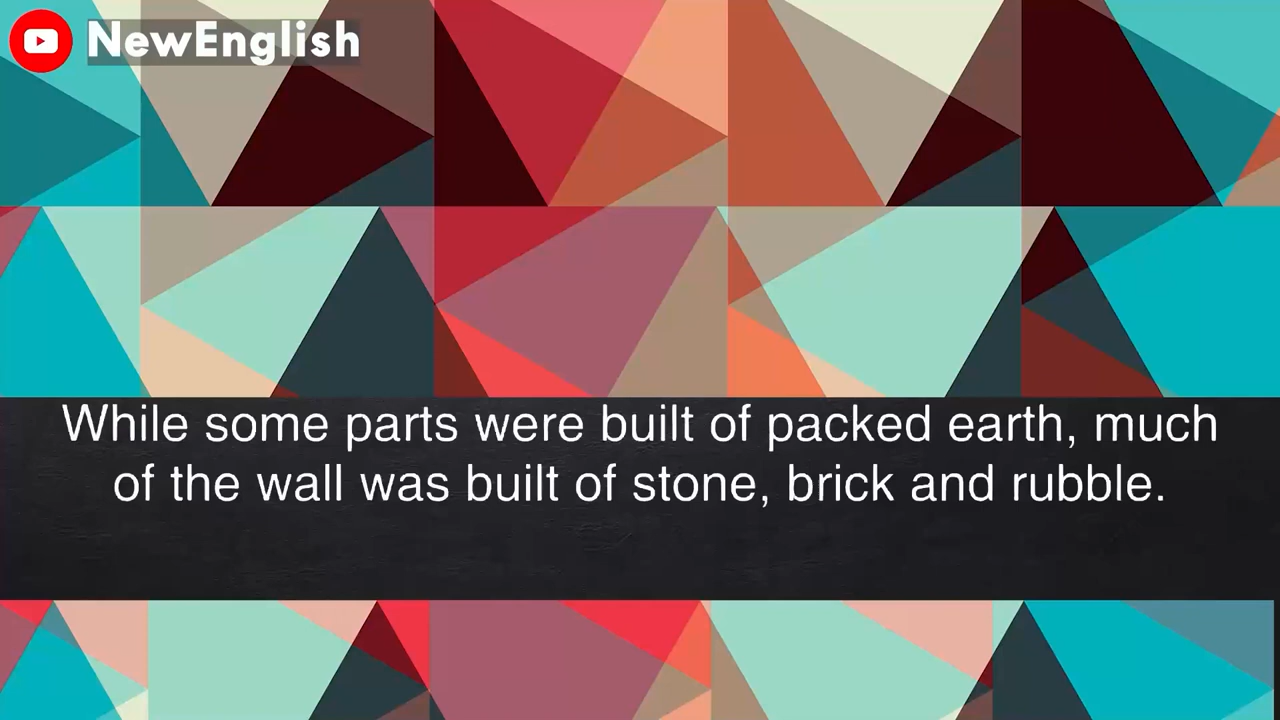 NewEnglish
While some parts were built of packed earth, much
of the wall was built of stone, brick and rubble.